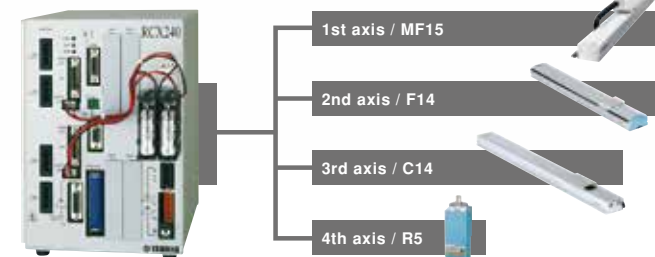 RCX240
YAMAHA
1st axis / MF15
2nd axis / F14
3rd axis / C14
4th axis / R5